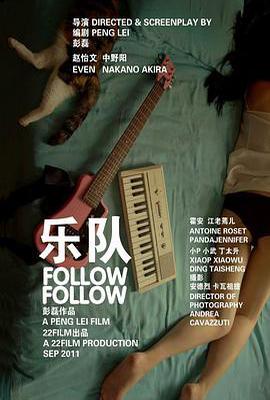 导演 DIRECTED & SCREENPLAY BY
编剧 PENG LEI
彭磊
赵怡文 中野阳
EVEN NAKANO AKIRA
霍安 江老焉儿
ANTOINE ROSET
PANDAJENNIFER
小P 小武 丁太升
XIAOP XIAOWU
DING TAISHENG
摄影
安德烈 卡瓦祖缇
DIRECTOR OF
PHOTOGRAPHY
ANDREA
CAVAZZUTI
乐队
FOLLOW
FOLLOW
彭磊作品
A PENG LEI FILM
22FILM出品
A 22FILM PRODUCTION
SEP 2011